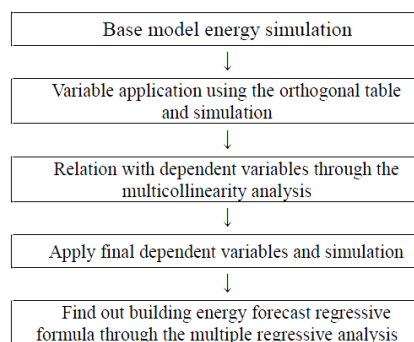 Base model energy simulation
↓
Variable application using the orthogonal table
and simulation
↓
Relation with dependent variables through the
multicollinearity analysis
↓
Apply final dependent variables and simulation
↓
Find out building energy forecast regressive
formula through the multiple regressive analysis